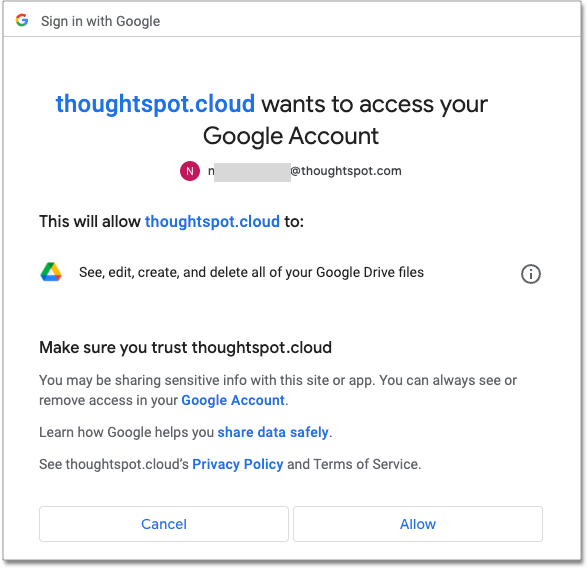 Sign in with Google
thoughtspot.cloud wants to access your
Google Account
N n @thoughtspot.com
This will allow thoughtspot.cloud to:
See, edit, create, and delete all of your Google Drive files
Make sure you trust thoughtspot.cloud
You may be sharing sensitive info with this site or app. You can always see or
remove access in your Google Account.
Learn how Google helps you share data safely.
See thoughtspot.cloud's Privacy Policy and Terms of Service.
Cancel Allow